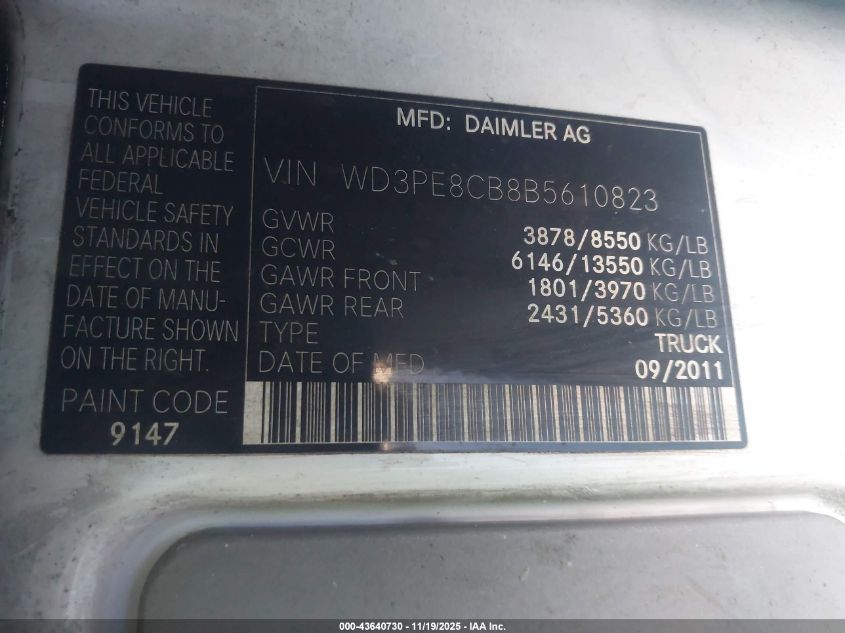 THIS VEHICLE
CONFORMS TO
ALL APPLICABLE
FEDERAL
VEHICLE SAFETY
STANDARDS IN
EFFECT ON THE
DATE OF MANU-
FACTURE SHOWN
ON THE RIGHT.
PAINT CODE
9147
MFD: DAIMLER AG
VIN WD3PE8CB8B5610823
GVWR 3878/8550 KG/LB
GCWR 6146/13550 KG/LB
GAWR FRONT 1801/3970 KG/LB
GAWR REAR 2431/5360 KG/LB
TYPE TRUCK
DATE OF MFD 09/2011
000-43640730 - 11/19/2025 - IAA Inc.